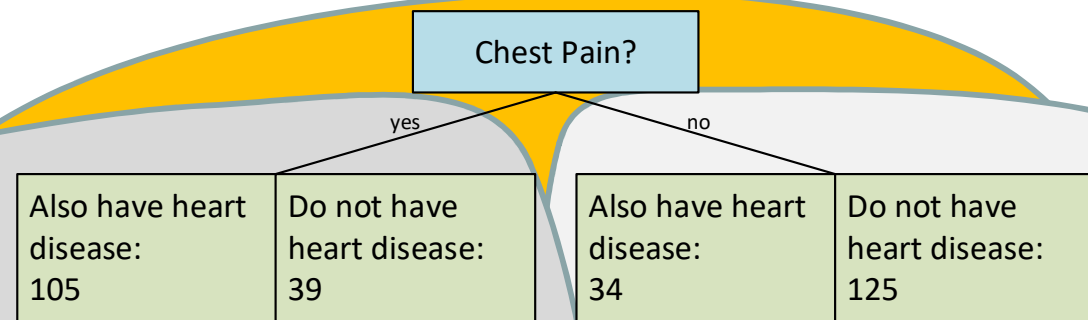 Chest Pain?
yes
no
Also have heart
disease:
105
Do not have
heart disease:
39
Also have heart
disease:
34
Do not have
heart disease:
125